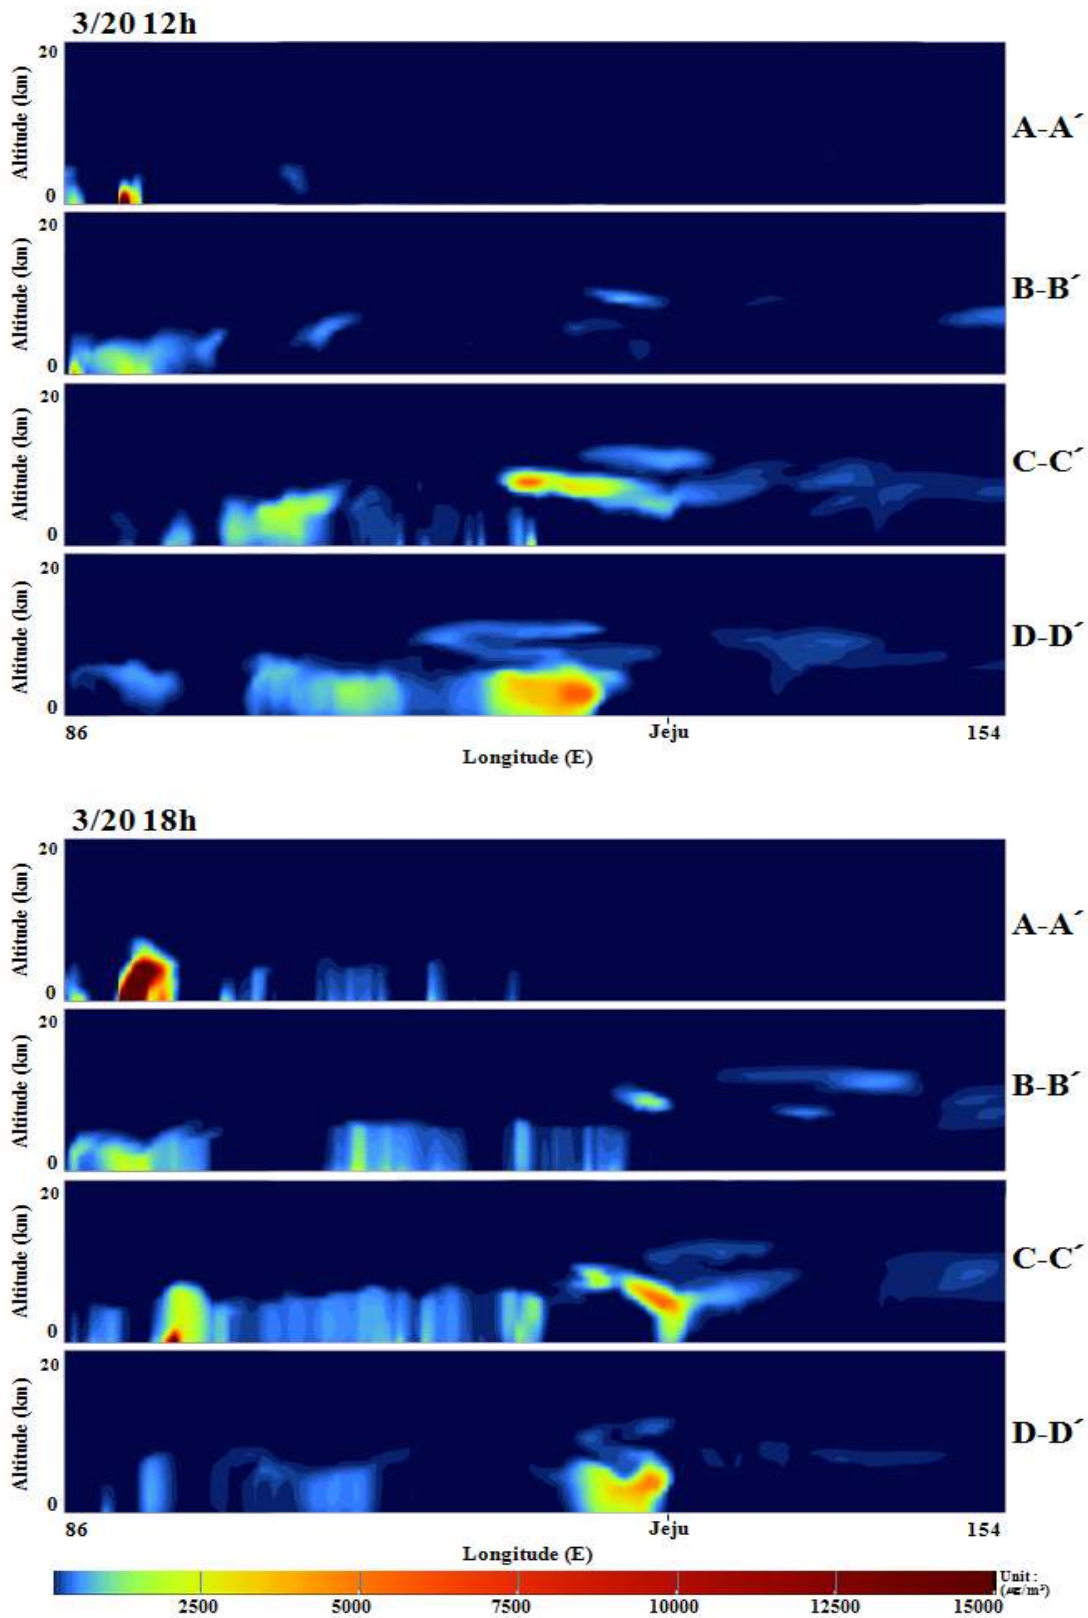 3/20 12h
20
Altitude (km)
0
A-A´
20
Altitude (km)
0
B-B´
20
Altitude (km)
0
C-C´
20
Altitude (km)
0
D-D´
86 Jeju 154
Longitude (E)
3/20 18h
20
Altitude (km)
0
A-A´
20
Altitude (km)
0
B-B´
20
Altitude (km)
0
C-C´
20
Altitude (km)
0
D-D´
86 Jeju 154
Longitude (E)
Unit :
(㎍/m³)
2500 5000 7500 10000 12500 15000